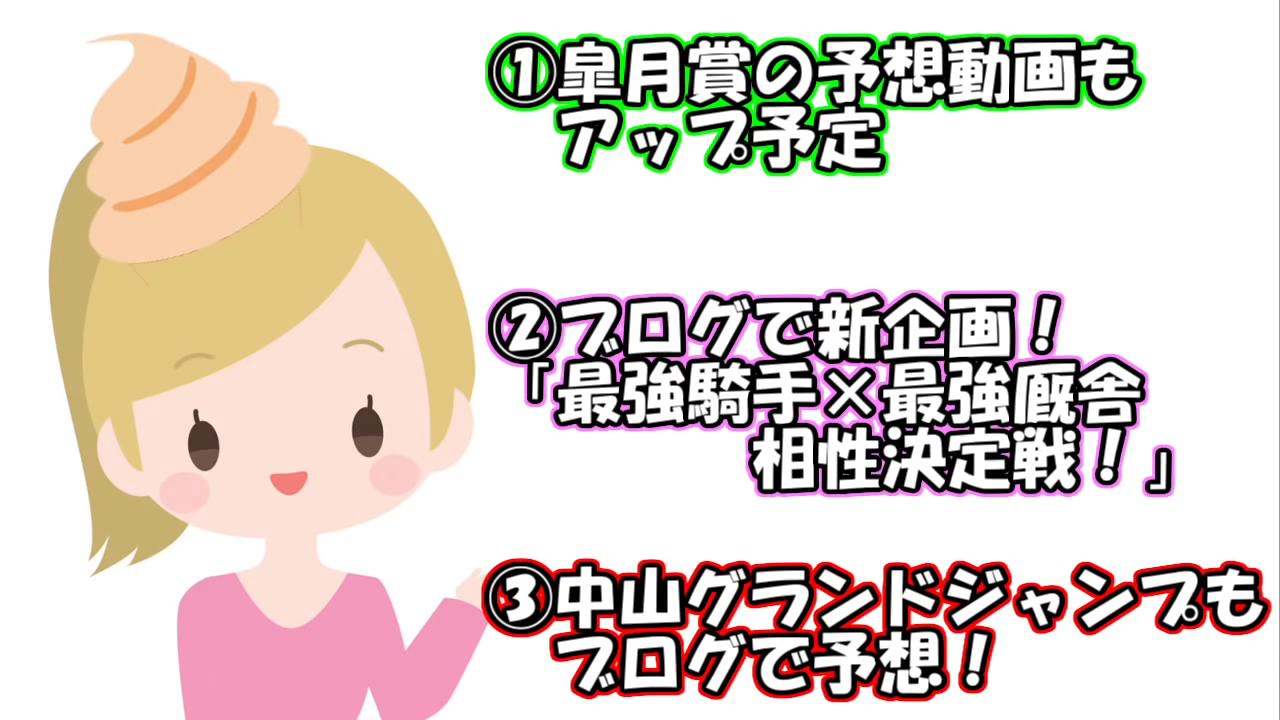 ①皐月賞の予想動画も
アップ予定
②ブログで新企画！
「最強騎手×最強厩舎
相性決定戦！」
③中山グランドジャンプも
ブログで予想！